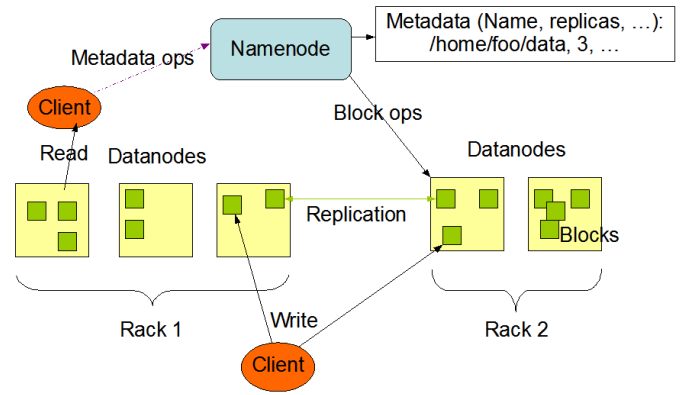 Metadata (Name, replicas, …):
/home/foo/data, 3, …
Namenode
Metadata ops
Client
Block ops
Read
Datanodes
Datanodes
Replication
Blocks
Rack 1
Write
Rack 2
Client